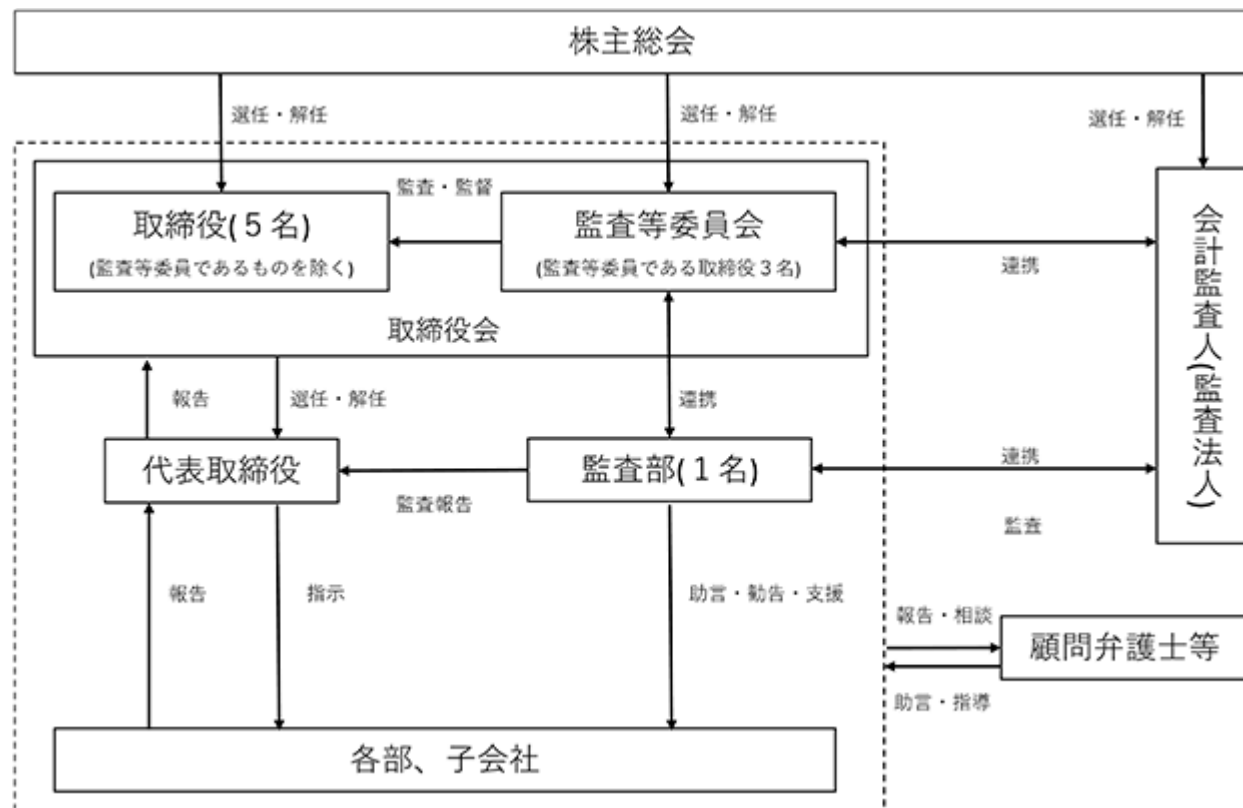 株主総会
選任・解任
選任・解任
選任・解任
監査・監督
取締役(５名)
(監査等委員であるものを除く)
監査等委員会
(監査等委員である取締役３名)
連携
会計監査人(監査法人)
取締役会
報告
選任・解任
連携
代表取締役
監査部(１名)
連携
監査報告
監査
報告
指示
助言・勧告・支援
報告・相談
顧問弁護士等
助言・指導
各部、子会社